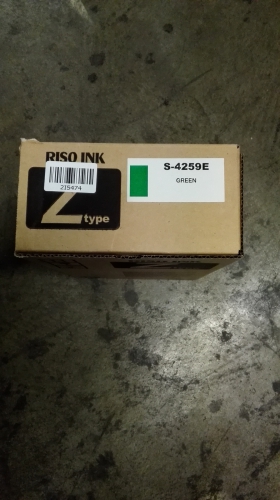 RISO INK
215474
Z type
S-4259E
GREEN